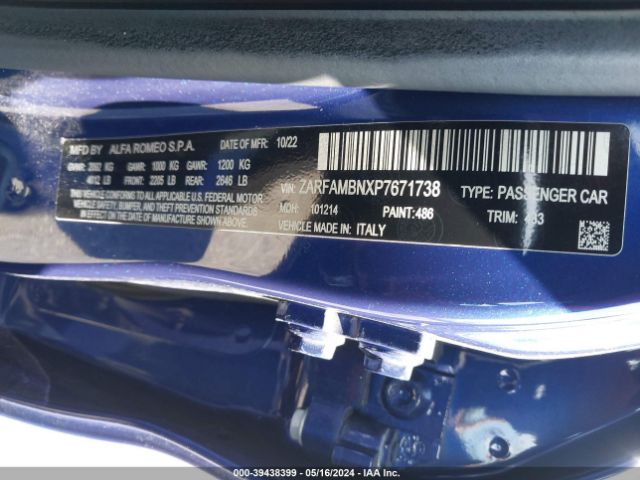 MFD BY ALFA ROMEO S.P.A. DATE OF MFR: 10/22
GVWR: 2092 KG GAWR: 1000 KG GAWR: 1200 KG
4612 LB FRONT: 2205 LB REAR: 2646 LB
THIS VEHICLE CONFORMS TO ALL APPLICABLE FEDERAL MOTOR
VEHICLE SAFETY, BUMPER, AND THEFT PREVENTION STANDARDS
IN EFFECT ON THE DATE OF MANUFACTURE SHOWN ABOVE.
VIN: ZARFAMBNXP7671738 TYPE: PASSENGER CAR
MDH: 101214 PAINT:486 TRIM:
VEHICLE MADE IN: ITALY
000-39438399 - 05/16/2024 - IAAI.COM